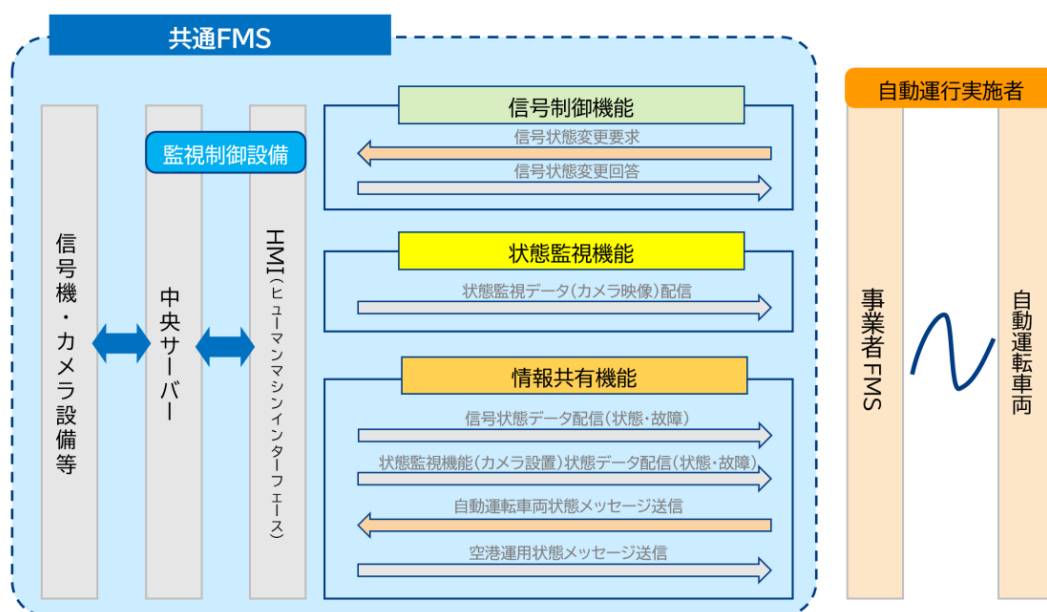 共通FMS
自動運行実施者
監視制御設備
信号機・カメラ設備等
中央サーバー
HMI(ヒューマンマシンインターフェース)
信号制御機能
信号状態変更要求
信号状態変更回答
状態監視機能
状態監視データ(カメラ映像)配信
情報共有機能
信号状態データ配信(状態・故障)
状態監視機能(カメラ設置)状態データ配信(状態・故障)
自動運転車両状態メッセージ送信
空港運用状態メッセージ送信
事業者FMS
自動運転車両